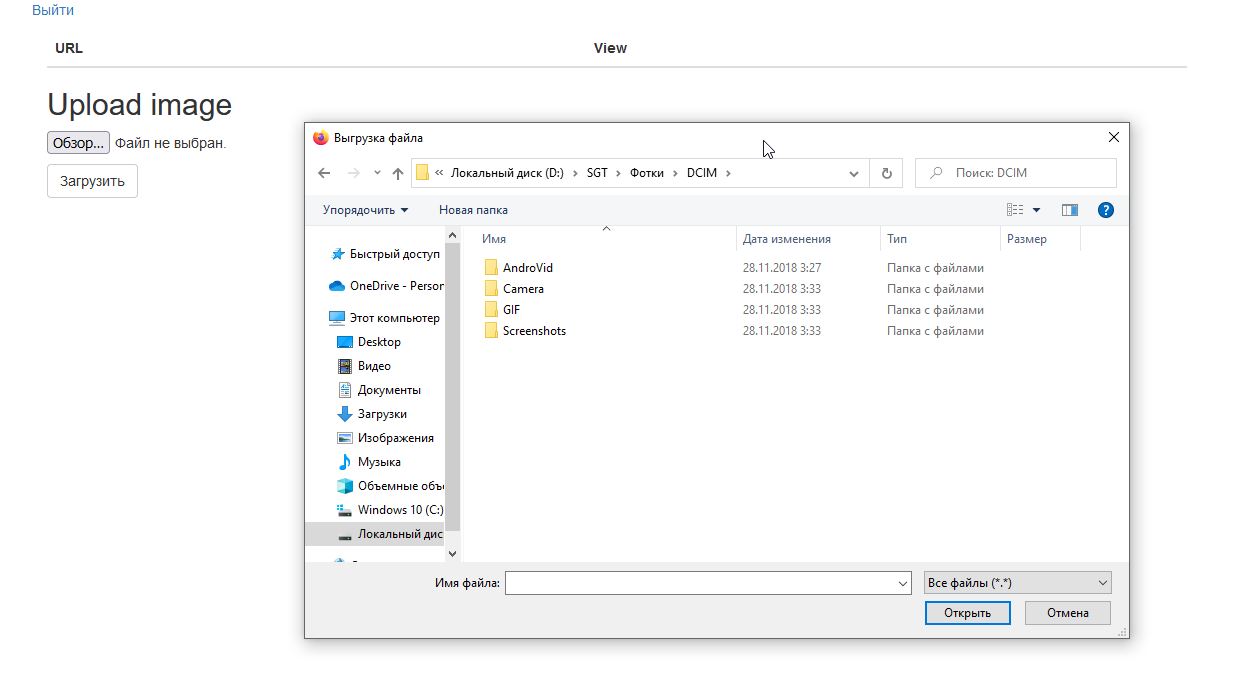 Выйти
URL View
Upload image
Обзор... Файл не выбран.
Загрузить
Выгрузка файла
« Локальный диск (D:) › SGT › Фотки › DCIM ›
Поиск: DCIM
Упорядочить Новая папка
Имя Дата изменения Тип Размер
AndroVid 28.11.2018 3:27 Папка с файлами
Camera 28.11.2018 3:33 Папка с файлами
GIF 28.11.2018 3:33 Папка с файлами
Screenshots 28.11.2018 3:33 Папка с файлами
Быстрый доступ
OneDrive - Person
Этот компьютер
Desktop
Видео
Документы
Загрузки
Изображения
Музыка
Объемные объе
Windows 10 (C:)
Локальный дис
Имя файла: Все файлы (*.*)
Открыть Отмена